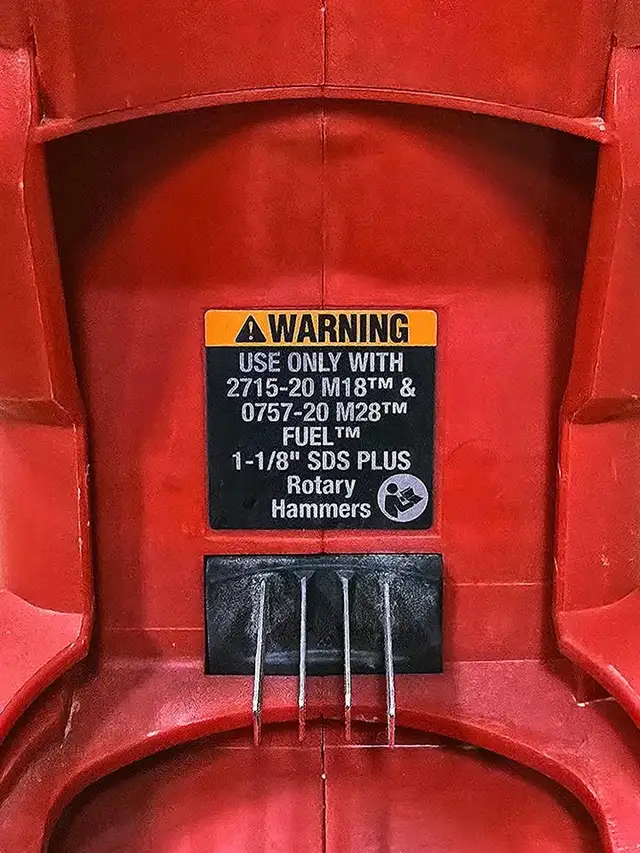 WARNING
USE ONLY WITH
2715-20 M18™ &
0757-20 M28™
FUEL™
1-1/8" SDS PLUS
Rotary
Hammers